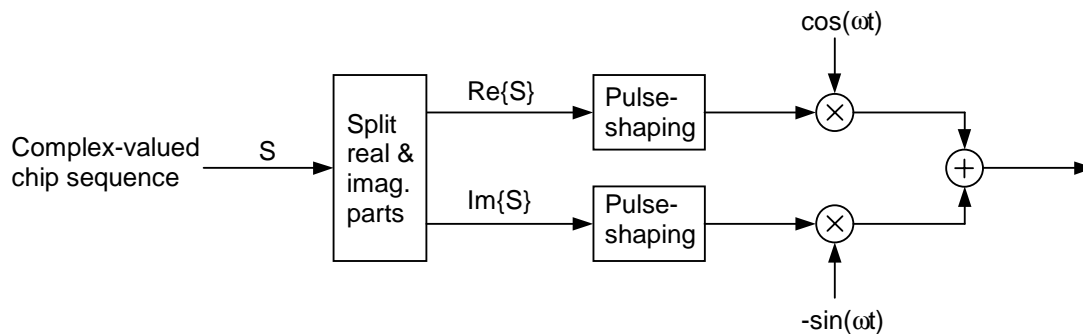 cos(ωt)
Complex-valued
chip sequence
S
Split
real &
imag.
parts
Re{S}
Pulse-
shaping
Im{S}
Pulse-
shaping
-sin(ωt)